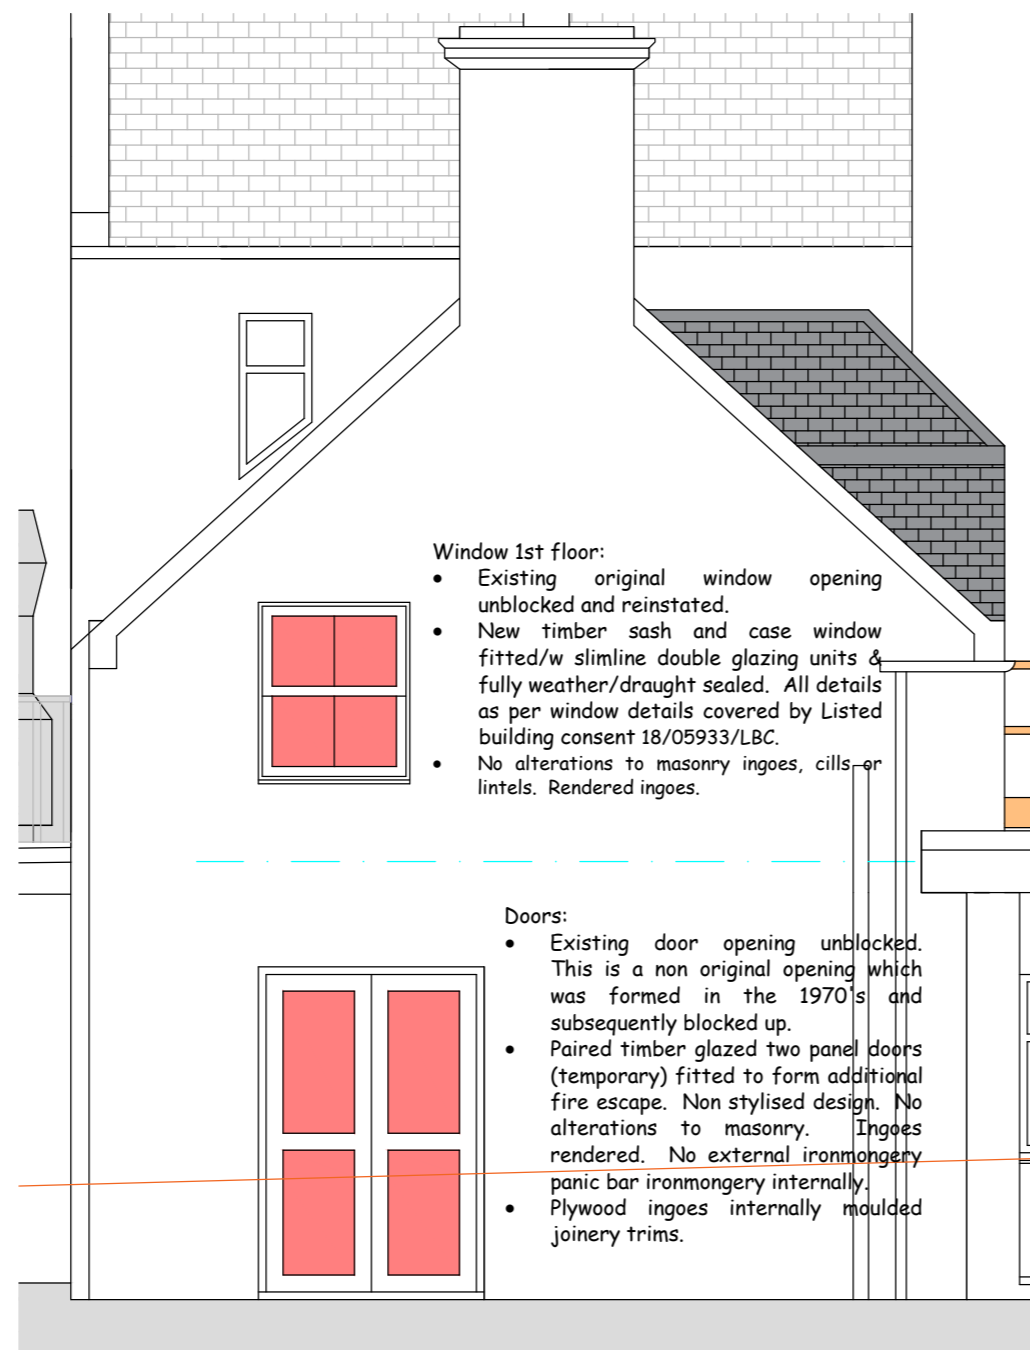 Window 1st floor:
• Existing original window opening
unblocked and reinstated.
• New timber sash and case window
fitted/w slimline double glazing units &
fully weather/draught sealed. All details
as per window details covered by Listed
building consent 18/05933/LBC.
• No alterations to masonry ingoes, cills or
lintels. Rendered ingoes.
Doors:
• Existing door opening unblocked.
This is a non original opening which
was formed in the 1970's and
subsequently blocked up.
• Paired timber glazed two panel doors
(temporary) fitted to form additional
fire escape. Non stylised design. No
alterations to masonry. Ingoes
rendered. No external ironmongery
panic bar ironmongery internally.
• Plywood ingoes internally moulded
joinery trims.